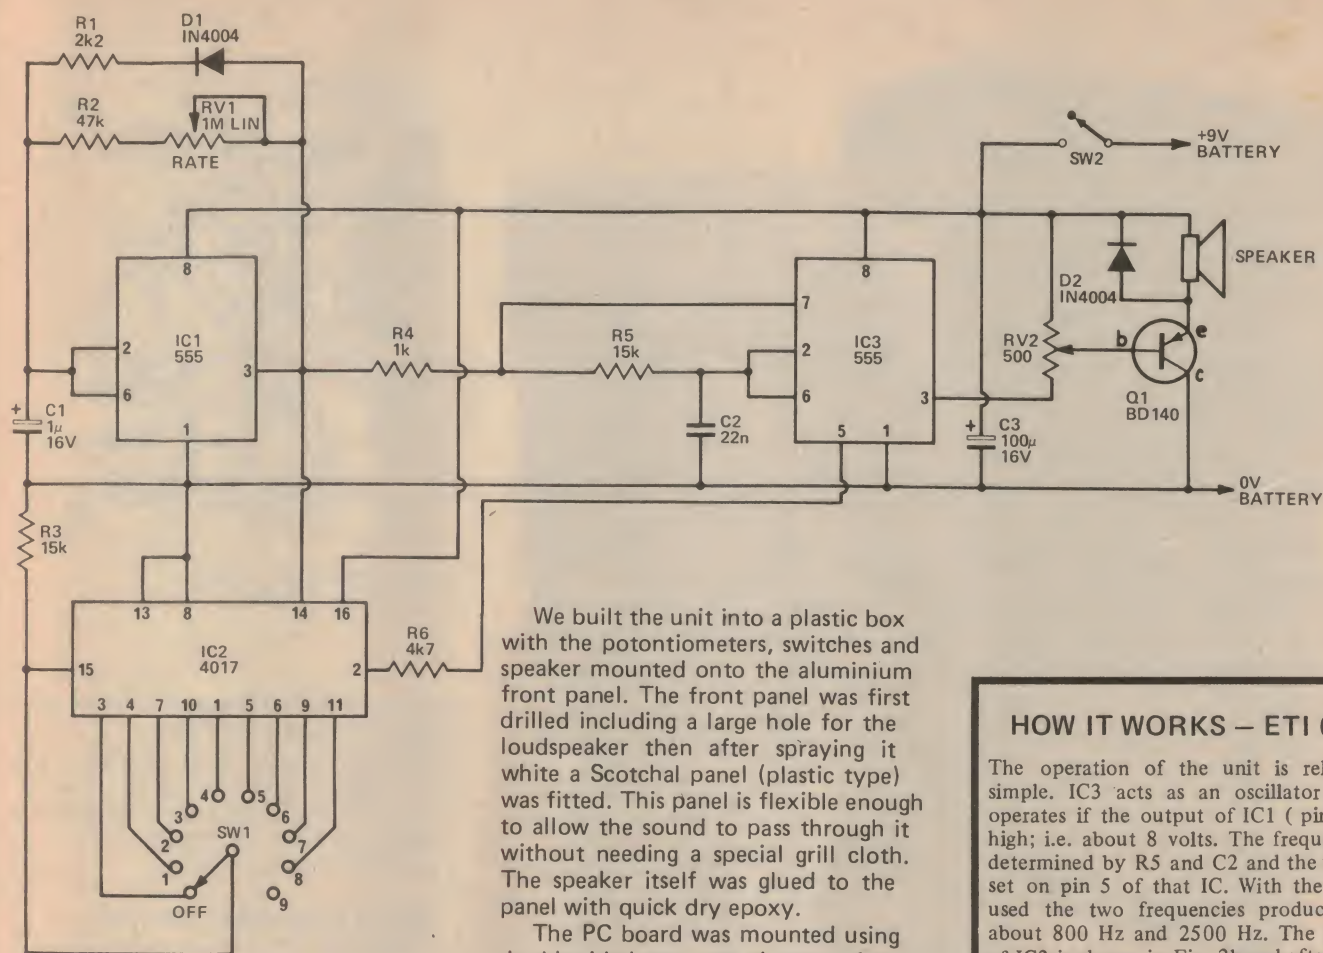 R1
2k2
D1
IN4004
R2
47k
RV1
1M LIN
RATE
+9V
BATTERY
SW2
8
IC1
555
2
6
3
1
C1
+
1μ
16V
R4
1k
R5
15k
C2
22n
8
7
2
6
IC3
555
3
5
1
D2
IN4004
SPEAKER
RV2
500
b
e
c
Q1
BD140
+
C3
100μ
16V
0V
BATTERY
R3
15k
13
8
14
16
IC2
4017
15
2
R6
4k7
3 4 7 10 1 5 6 9 11
4
5
3
6
SW1
2
7
1
8
OFF
9
We built the unit into a plastic box
with the potontiometers, switches and
speaker mounted onto the aluminium
front panel. The front panel was first
drilled including a large hole for the
loudspeaker then after spraying it
white a Scotchal panel (plastic type)
was fitted. This panel is flexible enough
to allow the sound to pass through it
without needing a special grill cloth.
The speaker itself was glued to the
panel with quick dry epoxy.
The PC board was mounted using
HOW IT WORKS – ETI
The operation of the unit is
simple. IC3 acts as an oscillator
operates if the output of IC1 (
high; i.e. about 8 volts. The
determined by R5 and C2 and the
set on pin 5 of that IC. With the
used the two frequencies
about 800 Hz and 2500 Hz. The